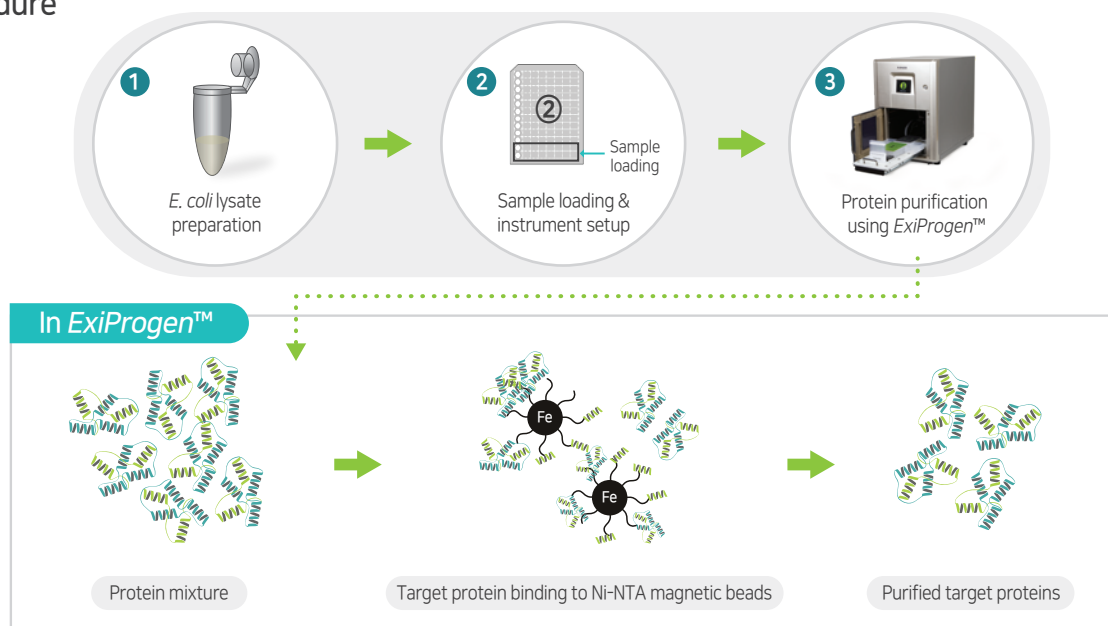 1
E. coli lysate
preparation
2
②
Sample
loading
Sample loading &
instrument setup
3
Protein purification
using ExiProgen™
In ExiProgen™
Protein mixture
Fe
Fe
Target protein binding to Ni-NTA magnetic beads
Purified target proteins